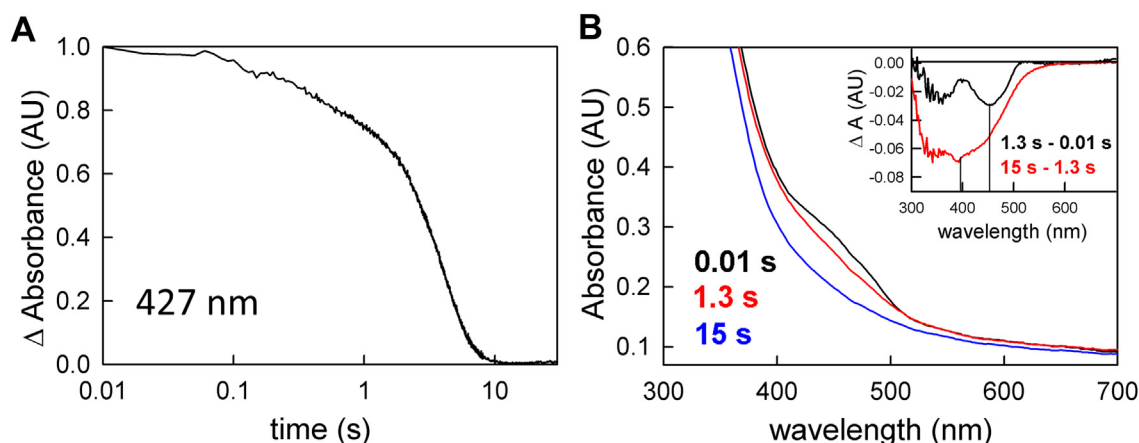 A
Δ Absorbance (AU)
1.0
0.8
0.6
0.4
0.2
0.0
427 nm
0.01 0.1 1 10
time (s)
B
Absorbance (AU)
0.6
0.5
0.4
0.3
0.2
0.1
0.01 s
1.3 s
15 s
300 400 500 600 700
wavelength (nm)
Δ A (AU)
0.00
-0.02
-0.04
-0.06
-0.08
1.3 s - 0.01 s
15 s - 1.3 s
300 400 500 600
wavelength (nm)